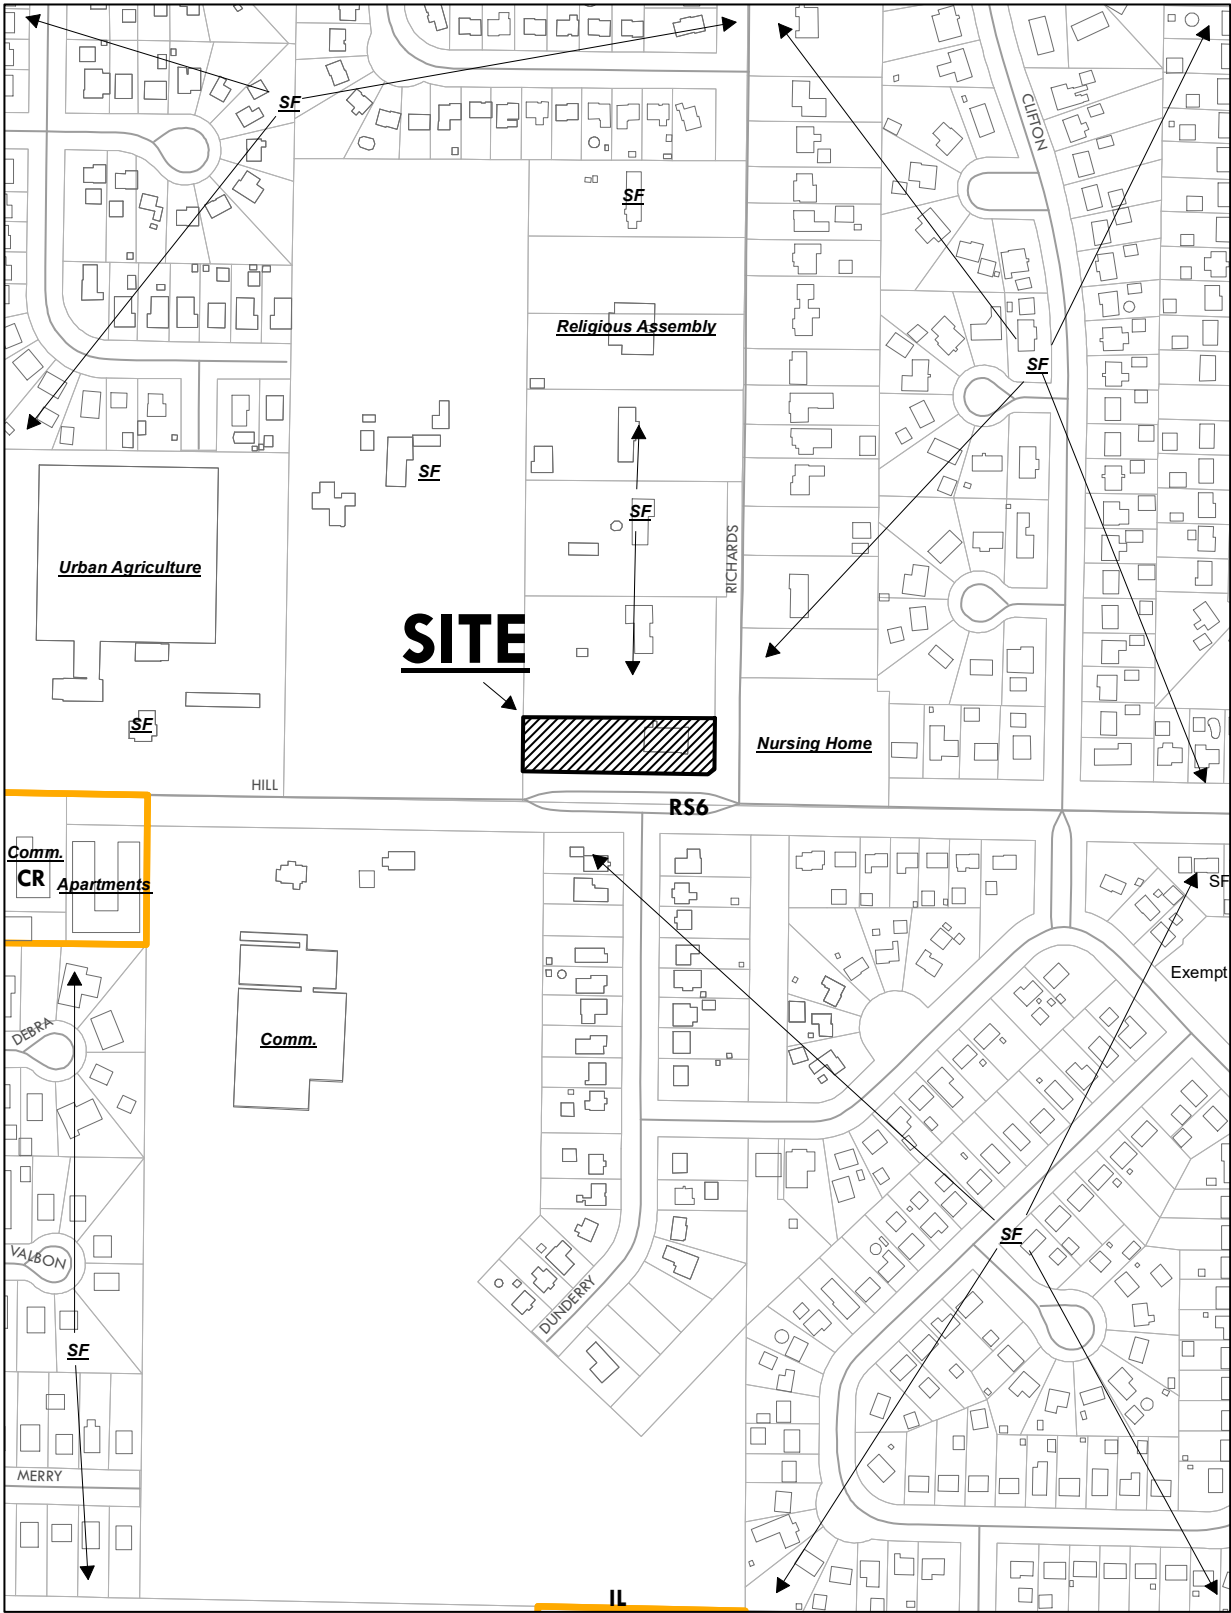 SF
CLIFTON
SF
Religious Assembly
SF
SF
SF
RICHARDS
Urban Agriculture
SITE
SF
Nursing Home
HILL
RS6
Comm.
CR
Apartments
SF
Exempt
DEBRA
Comm.
VALBON
SF
DUNDERRY
SF
MERRY
IL